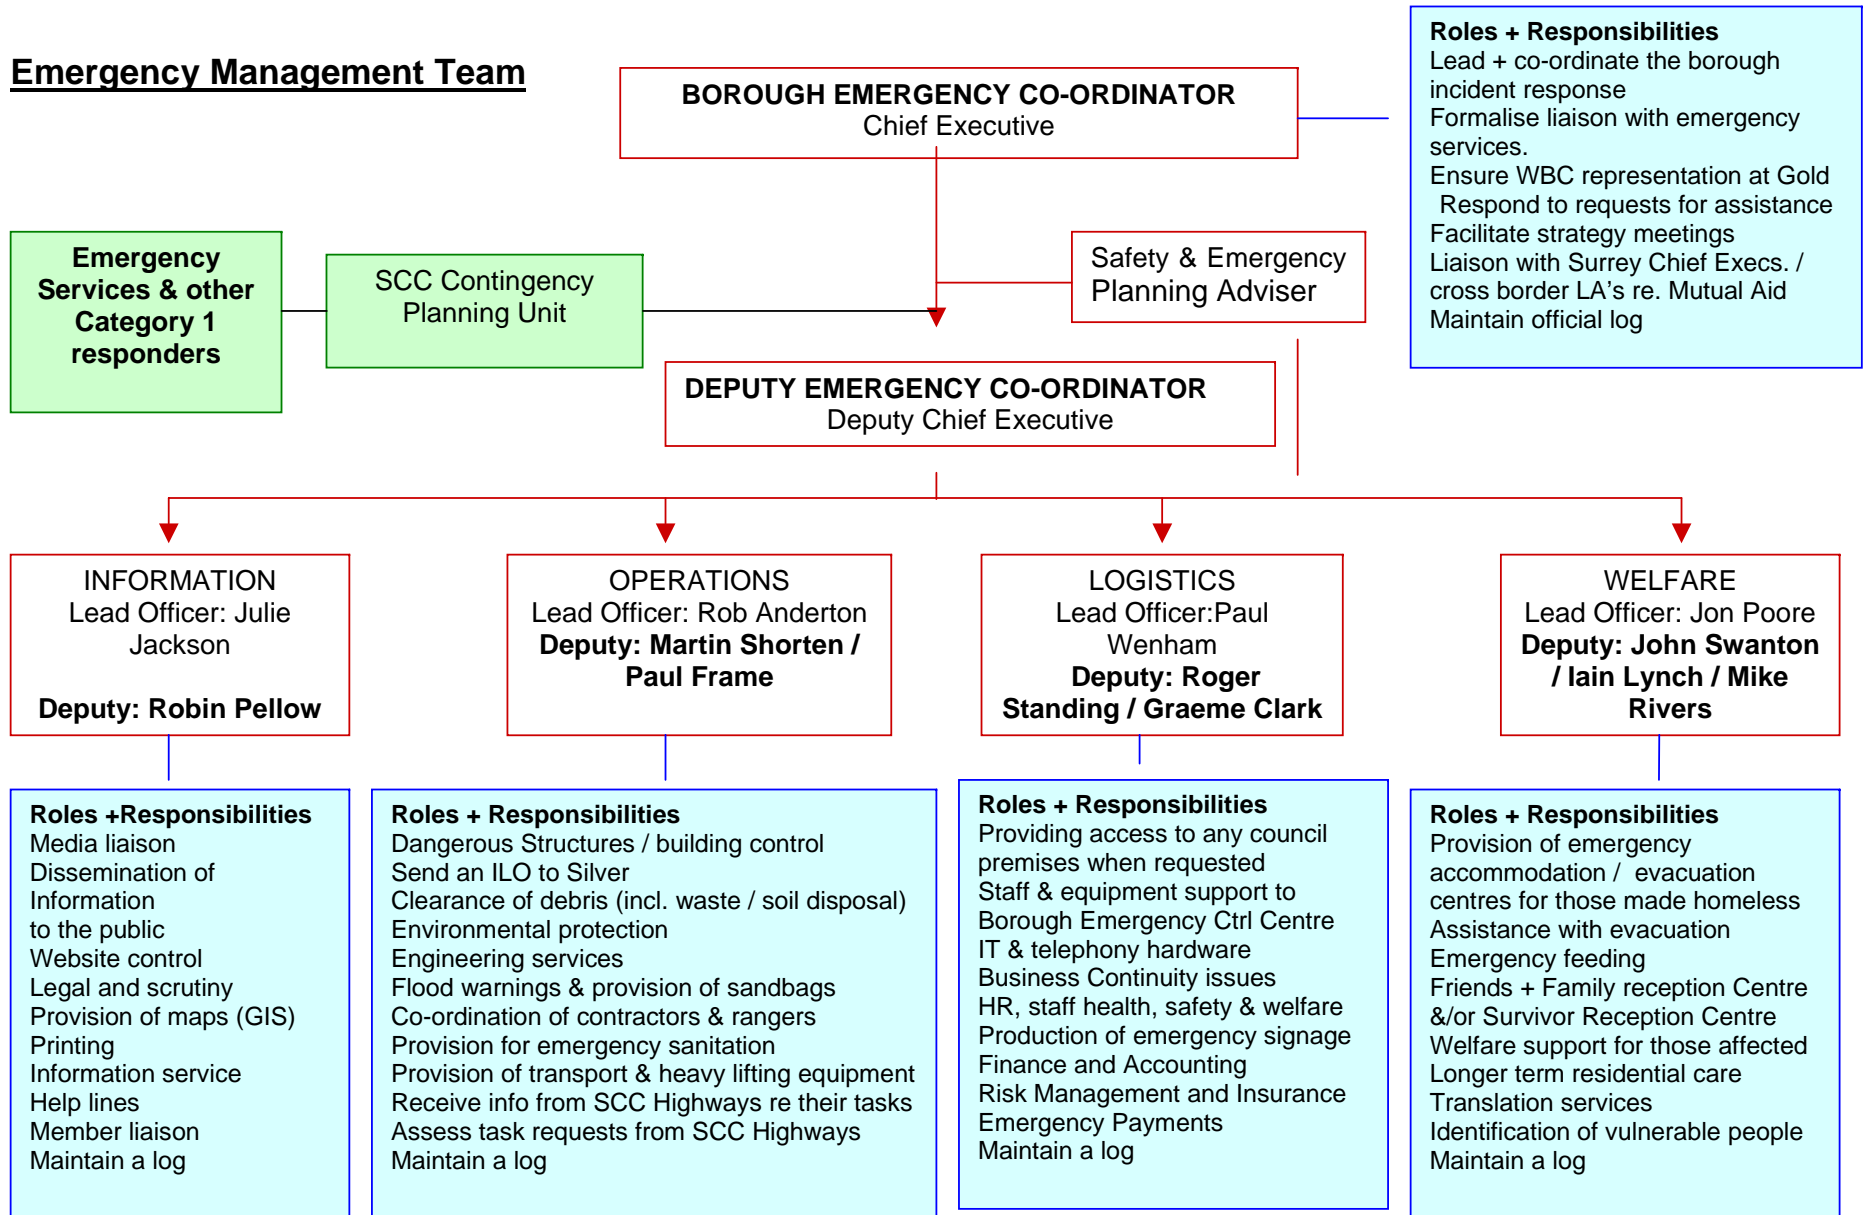 Emergency Management Team
BOROUGH EMERGENCY CO-ORDINATOR
Chief Executive
Roles + Responsibilities
Lead + co-ordinate the borough
incident response
Formalise liaison with emergency
services.
Ensure WBC representation at Gold
Respond to requests for assistance
Facilitate strategy meetings
Liaison with Surrey Chief Execs. /
cross border LA's re. Mutual Aid
Maintain official log
Emergency
Services & other
Category 1
responders
SCC Contingency
Planning Unit
Safety & Emergency
Planning Adviser
DEPUTY EMERGENCY CO-ORDINATOR
Deputy Chief Executive
INFORMATION
Lead Officer: Julie
Jackson
Deputy: Robin Pellow
OPERATIONS
Lead Officer: Rob Anderton
Deputy: Martin Shorten /
Paul Frame
LOGISTICS
Lead Officer:Paul
Wenham
Deputy: Roger
Standing / Graeme Clark
WELFARE
Lead Officer: Jon Poore
Deputy: John Swanton
/ Iain Lynch / Mike
Rivers
Roles +Responsibilities
Media liaison
Dissemination of
Information
to the public
Website control
Legal and scrutiny
Provision of maps (GIS)
Printing
Information service
Help lines
Member liaison
Maintain a log
Roles + Responsibilities
Dangerous Structures / building control
Send an ILO to Silver
Clearance of debris (incl. waste / soil disposal)
Environmental protection
Engineering services
Flood warnings & provision of sandbags
Co-ordination of contractors & rangers
Provision for emergency sanitation
Provision of transport & heavy lifting equipment
Receive info from SCC Highways re their tasks
Assess task requests from SCC Highways
Maintain a log
Roles + Responsibilities
Providing access to any council
premises when requested
Staff & equipment support to
Borough Emergency Ctrl Centre
IT & telephony hardware
Business Continuity issues
HR, staff health, safety & welfare
Production of emergency signage
Finance and Accounting
Risk Management and Insurance
Emergency Payments
Maintain a log
Roles + Responsibilities
Provision of emergency
accommodation / evacuation
centres for those made homeless
Assistance with evacuation
Emergency feeding
Friends + Family reception Centre
&/or Survivor Reception Centre
Welfare support for those affected
Longer term residential care
Translation services
Identification of vulnerable people
Maintain a log